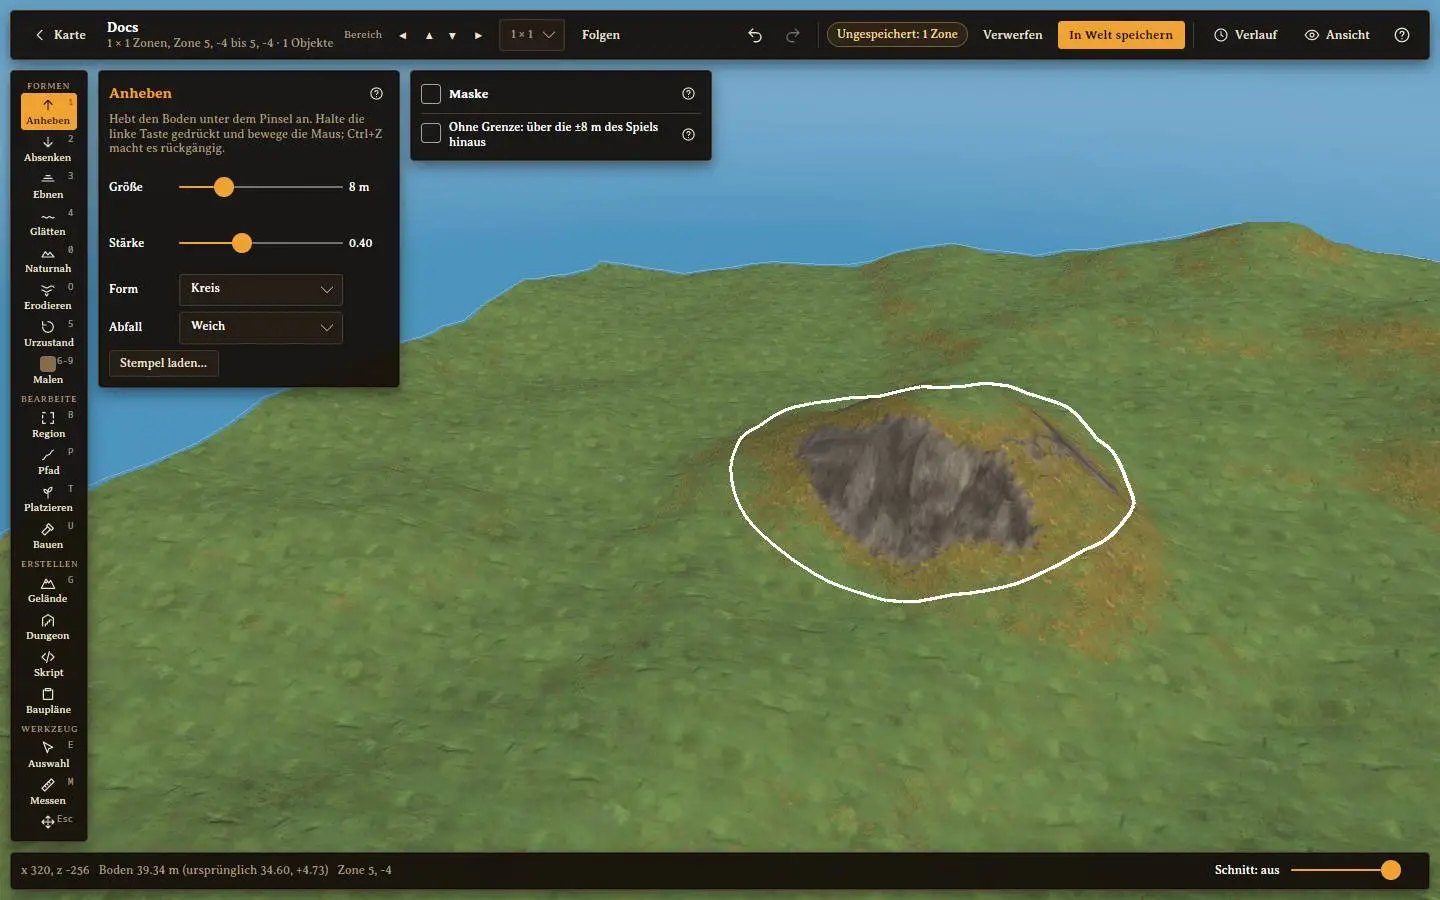 Karte
Docs
1 × 1 Zonen, Zone 5, -4 bis 5, -4 · 1 Objekte
Bereich
1 × 1
Folgen
Ungespeichert: 1 Zone
Verwerfen
In Welt speichern
Verlauf
Ansicht
FORMEN
1
Anheben
2
Absenken
3
Ebnen
4
Glätten
0
Naturnah
O
Erodieren
5
Urzustand
6-9
Malen
BEARBEITE
B
Region
P
Pfad
T
Platzieren
U
Bauen
ERSTELLEN
G
Gelände
Dungeon
Skript
Baupläne
WERKZEUG
E
Auswahl
M
Messen
Esc
Anheben
Hebt den Boden unter dem Pinsel an. Halte die
linke Taste gedrückt und bewege die Maus; Ctrl+Z
macht es rückgängig.
Größe
8 m
Stärke
0.40
Form
Kreis
Abfall
Weich
Stempel laden...
Maske
Ohne Grenze: über die ±8 m des Spiels
hinaus
x 320, z -256 Boden 39.34 m (ursprünglich 34.60, +4.73) Zone 5, -4
Schnitt: aus